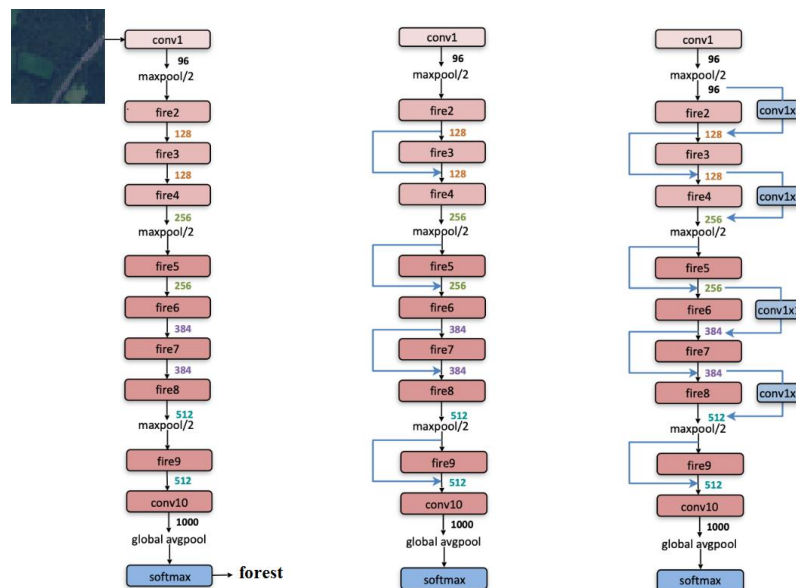 conv1
96
maxpool/2
fire2
128
fire3
128
fire4
256
maxpool/2
fire5
256
fire6
384
fire7
384
fire8
512
maxpool/2
fire9
512
conv10
1000
global avgpool
softmax
forest
conv1
96
maxpool/2
fire2
128
fire3
128
fire4
256
maxpool/2
fire5
256
fire6
384
fire7
384
fire8
512
maxpool/2
fire9
512
conv10
1000
global avgpool
softmax
conv1
96
maxpool/2
96
conv1x
fire2
128
fire3
128
conv1x
fire4
256
maxpool/2
fire5
256
fire6
conv1x1
384
fire7
384
fire8
conv1x
512
maxpool/2
fire9
512
conv10
1000
global avgpool
softmax